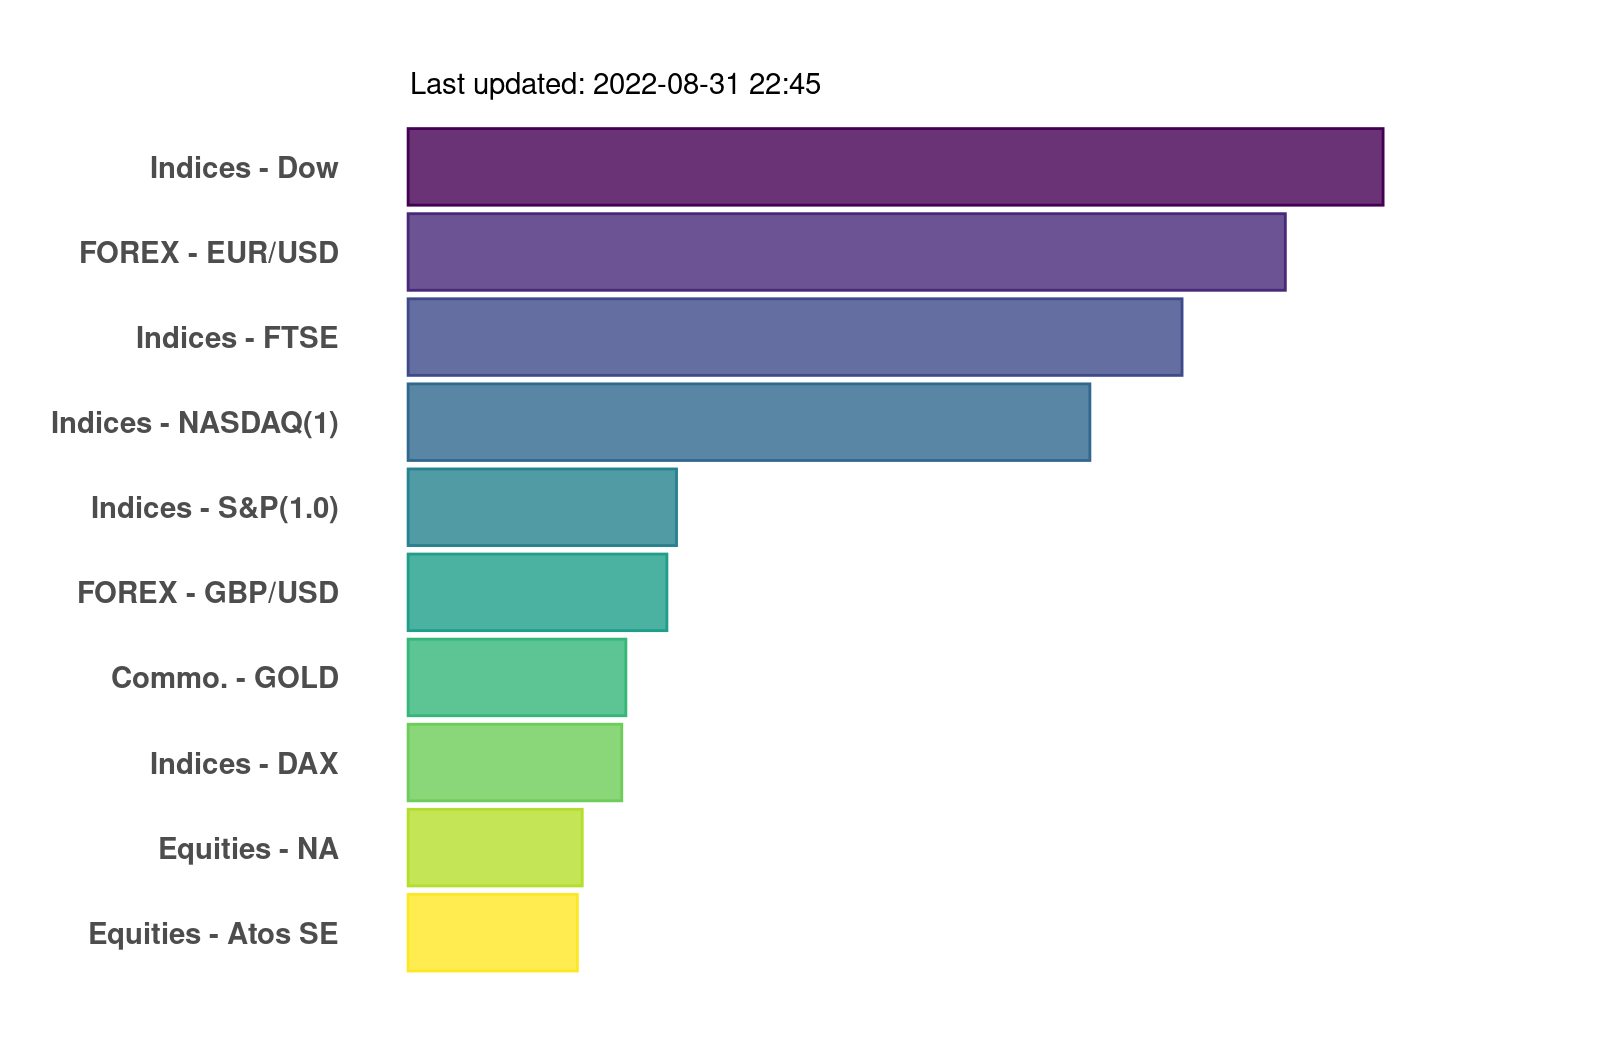 Last updated: 2022-08-31 22:45
Indices - Dow
FOREX - EUR/USD
Indices - FTSE
Indices - NASDAQ(1)
Indices - S&P(1.0)
FOREX - GBP/USD
Commo. - GOLD
Indices - DAX
Equities - NA
Equities - Atos SE